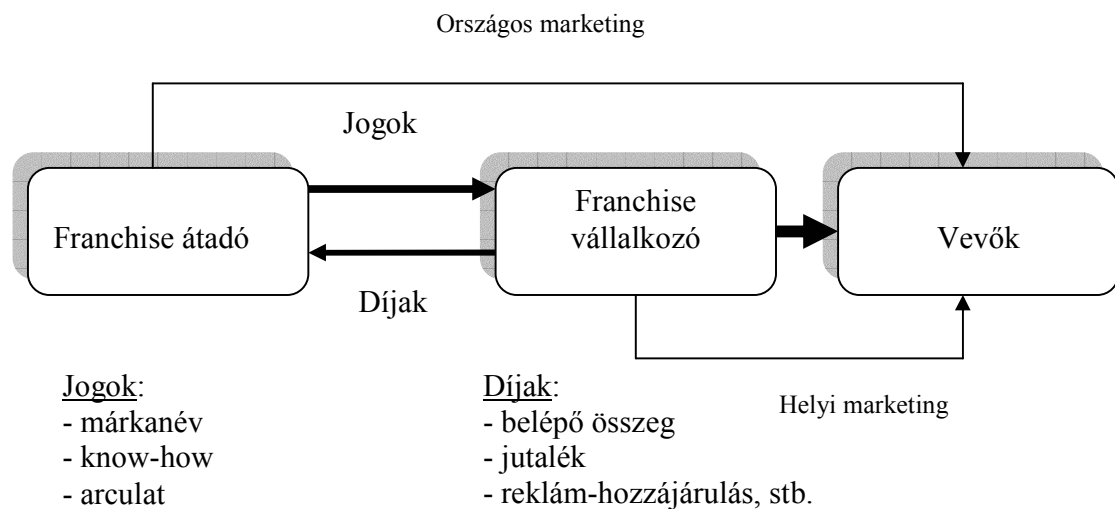 Országos marketing
Jogok
Franchise átadó
Franchise
vállalkozó
Vevők
Díjak
Jogok:
- márkanév
- know-how
- arculat
Díjak:
- belépő összeg
- jutalék
- reklám-hozzájárulás, stb.
Helyi marketing